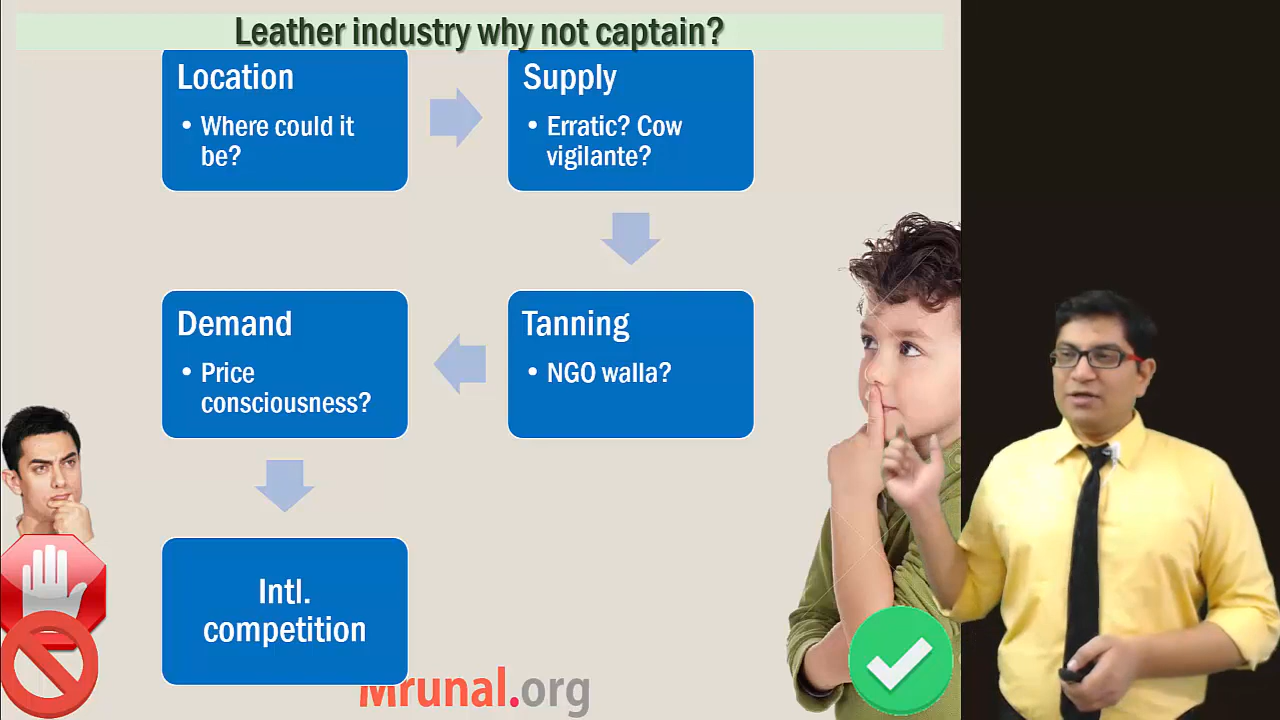 Leather industry why not captain?
Location
• Where could it
be?
Supply
• Erratic? Cow
vigilante?
Tanning
• NGO walla?
Demand
• Price
consciousness?
Intl.
competition
Mrunal.org